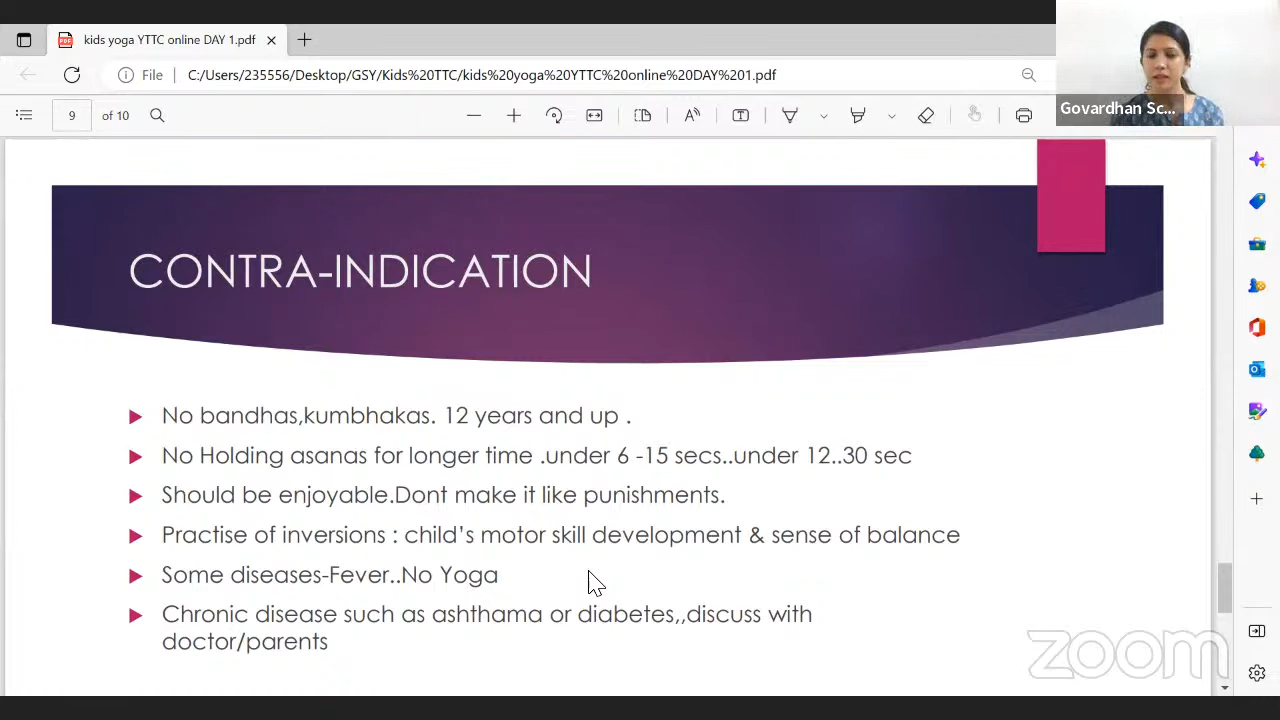 kids yoga YTTC online DAY 1.pdf
File
C:/Users/235556/Desktop/GSY/Kids%20TTC/kids%20yoga%20YTTC%20online%20DAY%201.pdf
Govardhan Sc...
9 of 10
CONTRA-INDICATION
No bandhas,kumbhakas. 12 years and up .
No Holding asanas for longer time .under 6 -15 secs..under 12..30 sec
Should be enjoyable.Dont make it like punishments.
Practise of inversions : child's motor skill development & sense of balance
Some diseases-Fever..No Yoga
Chronic disease such as ashthama or diabetes,,discuss with
doctor/parents
zoom